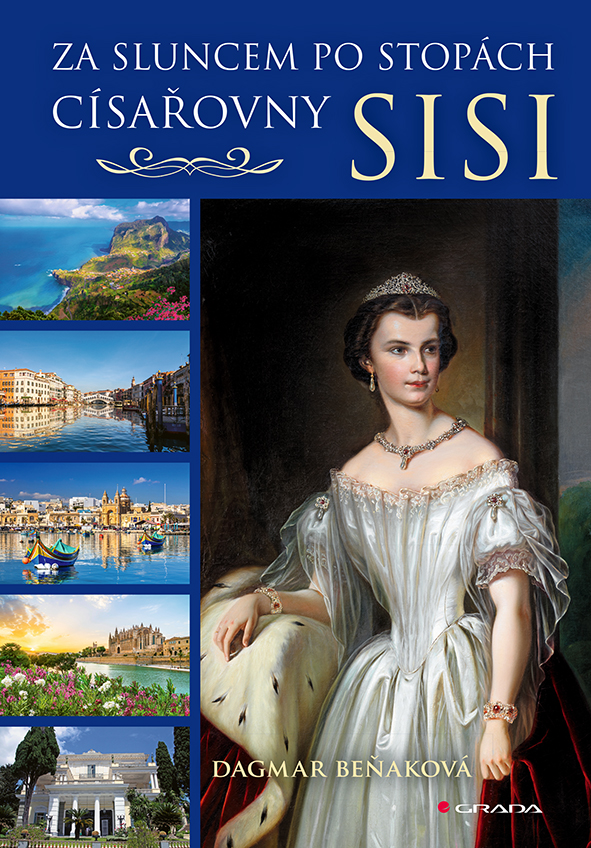 ZA SLUNCEM PO STOPÁCH
CÍSAŘOVNY SISI
DAGMAR BEŇAKOVÁ
GRADA